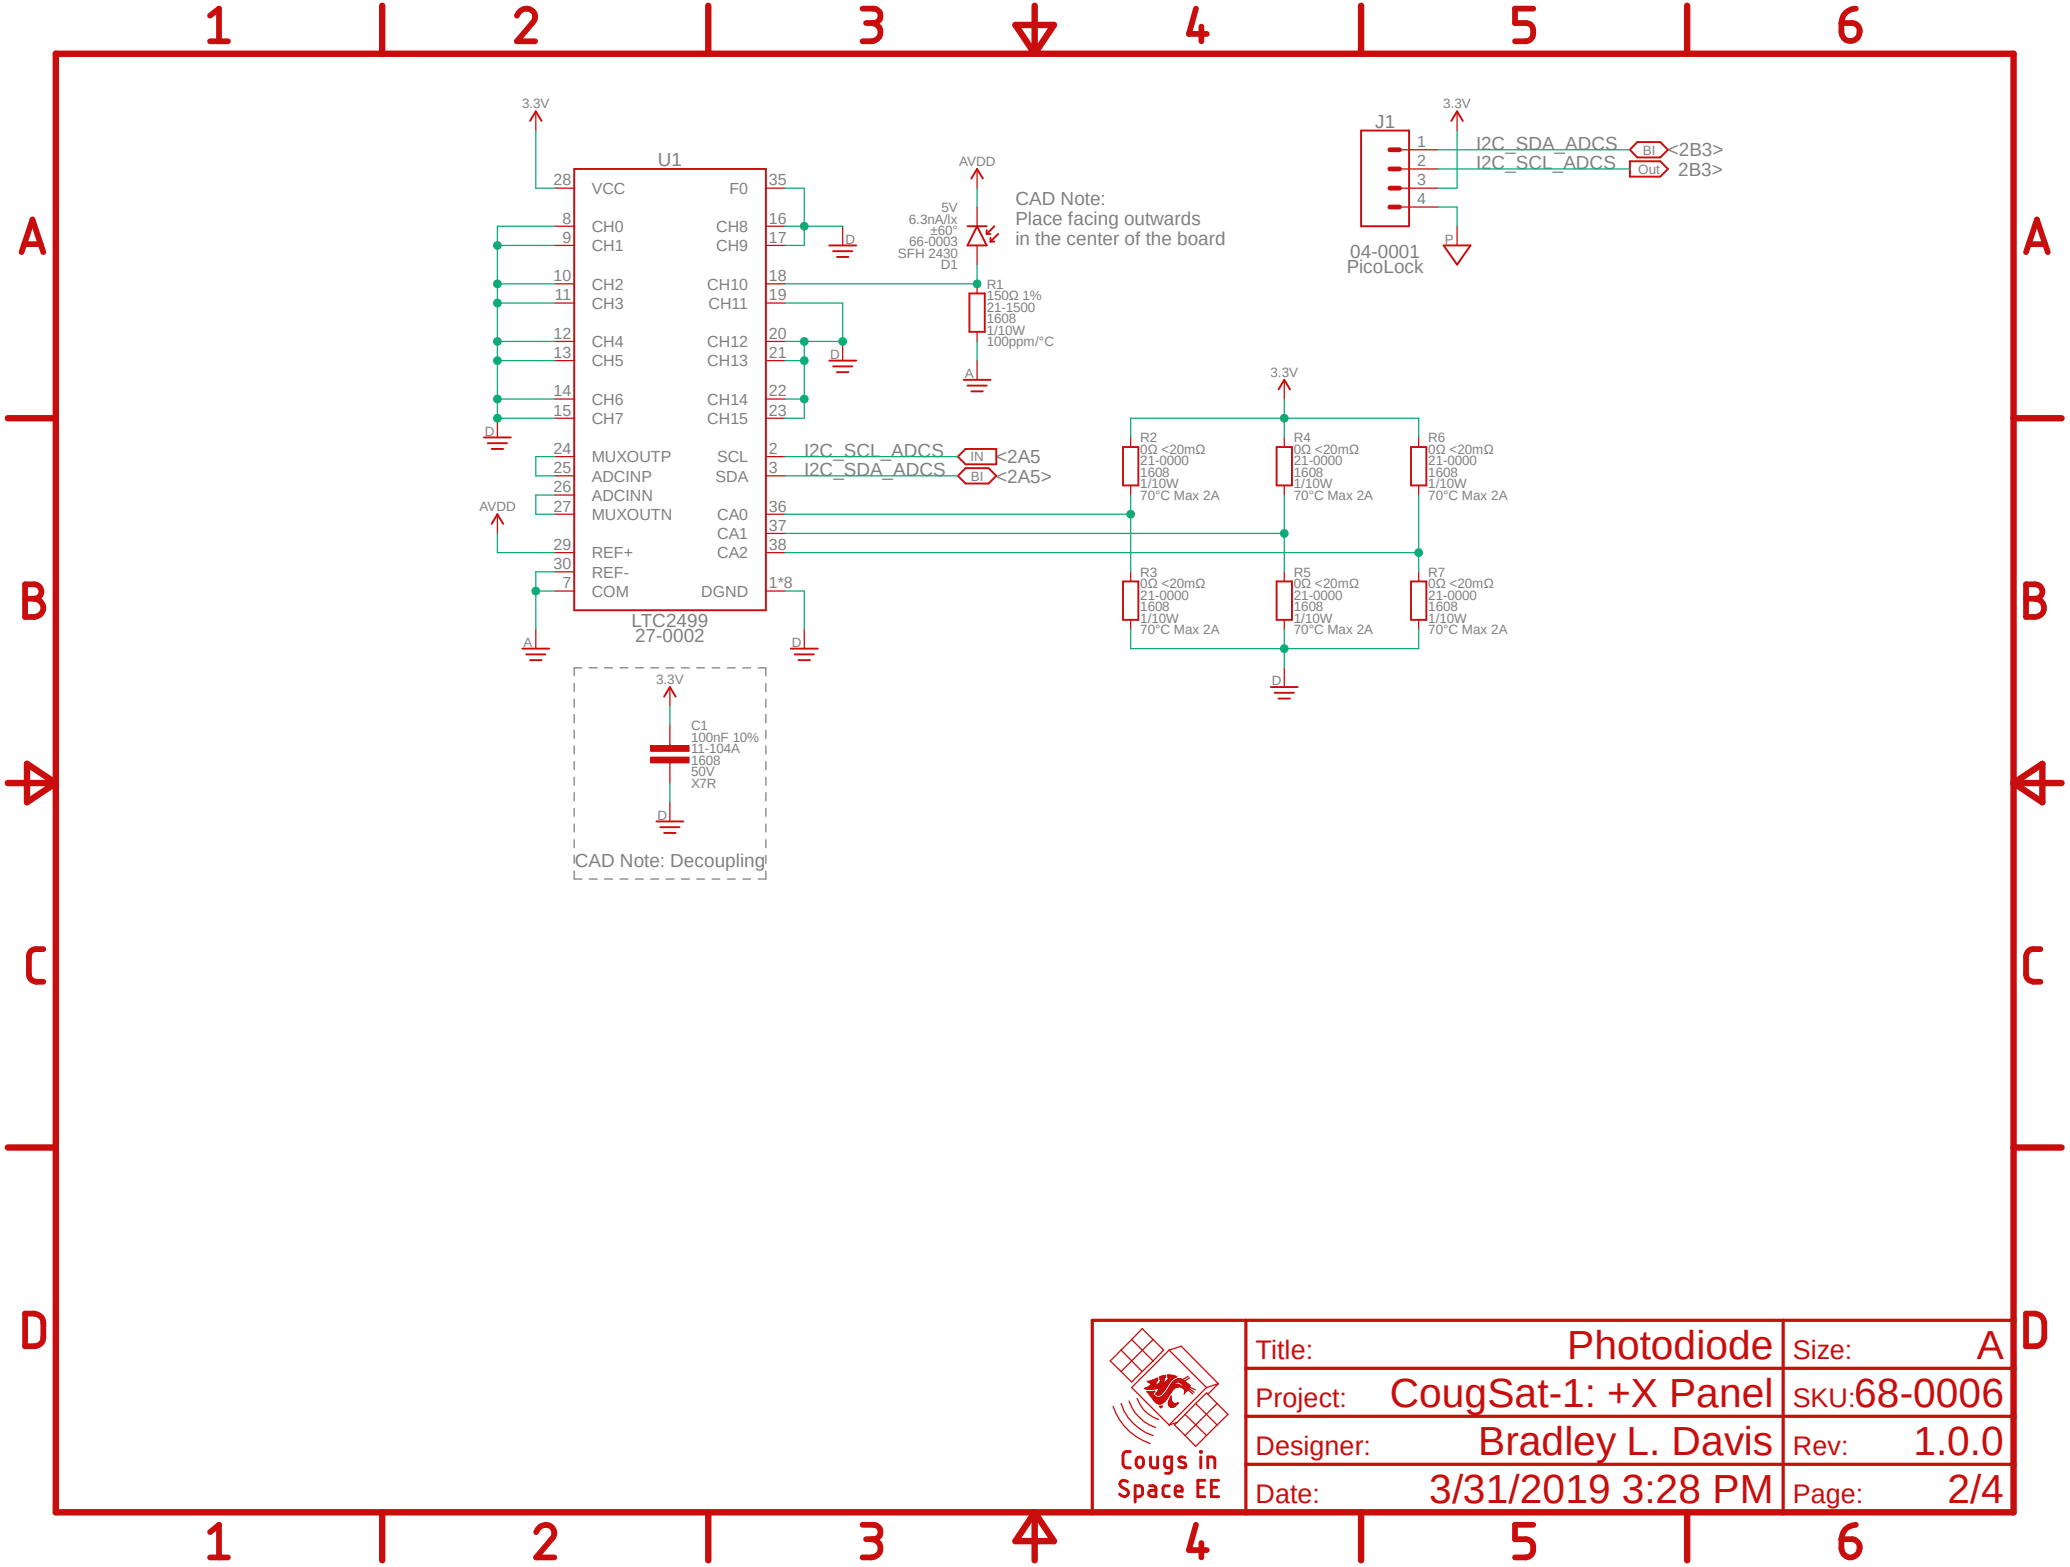 1 2 3 4 5 6
A A
B B
C C
D D
3.3V
U1
28 VCC
8 CH0
9 CH1
10 CH2
11 CH3
12 CH4
13 CH5
14 CH6
15 CH7
24 MUXOUTP
25 ADCINP
26 ADCINN
27 MUXOUTN
29 REF+
30 REF-
7 COM
F0 35
CH8 16
CH9 17
CH10 18
CH11 19
CH12 20
CH13 21
CH14 22
CH15 23
SCL 2
SDA 3
CA0 36
CA1 37
CA2 38
DGND 1*8
LTC2499
27-0002
D
AVDD
A
D
D
D
I2C_SCL_ADCS IN <2A5
I2C_SDA_ADCS BI <2A5>
AVDD
5V
6.3nA/lx
±60°
66-0003
SFH 2430
D1
CAD Note:
Place facing outwards
in the center of the board
R1
150Ω 1%
21-1500
1608
1/10W
100ppm/°C
A
3.3V
J1
1 I2C_SDA_ADCS BI <2B3>
2 I2C_SCL_ADCS Out 2B3>
3
4
P
04-0001
PicoLock
3.3V
R2
0Ω <20mΩ
21-0000
1608
1/10W
70°C Max 2A
R4
0Ω <20mΩ
21-0000
1608
1/10W
70°C Max 2A
R6
0Ω <20mΩ
21-0000
1608
1/10W
70°C Max 2A
R3
0Ω <20mΩ
21-0000
1608
1/10W
70°C Max 2A
R5
0Ω <20mΩ
21-0000
1608
1/10W
70°C Max 2A
R7
0Ω <20mΩ
21-0000
1608
1/10W
70°C Max 2A
D
3.3V
C1
100nF 10%
11-104A
1608
50V
X7R
D
CAD Note: Decoupling
Cougs in
Space EE
Title: Photodiode Size: A
Project: CougSat-1: +X Panel SKU: 68-0006
Designer: Bradley L. Davis Rev: 1.0.0
Date: 3/31/2019 3:28 PM Page: 2/4
1 2 3 4 5 6